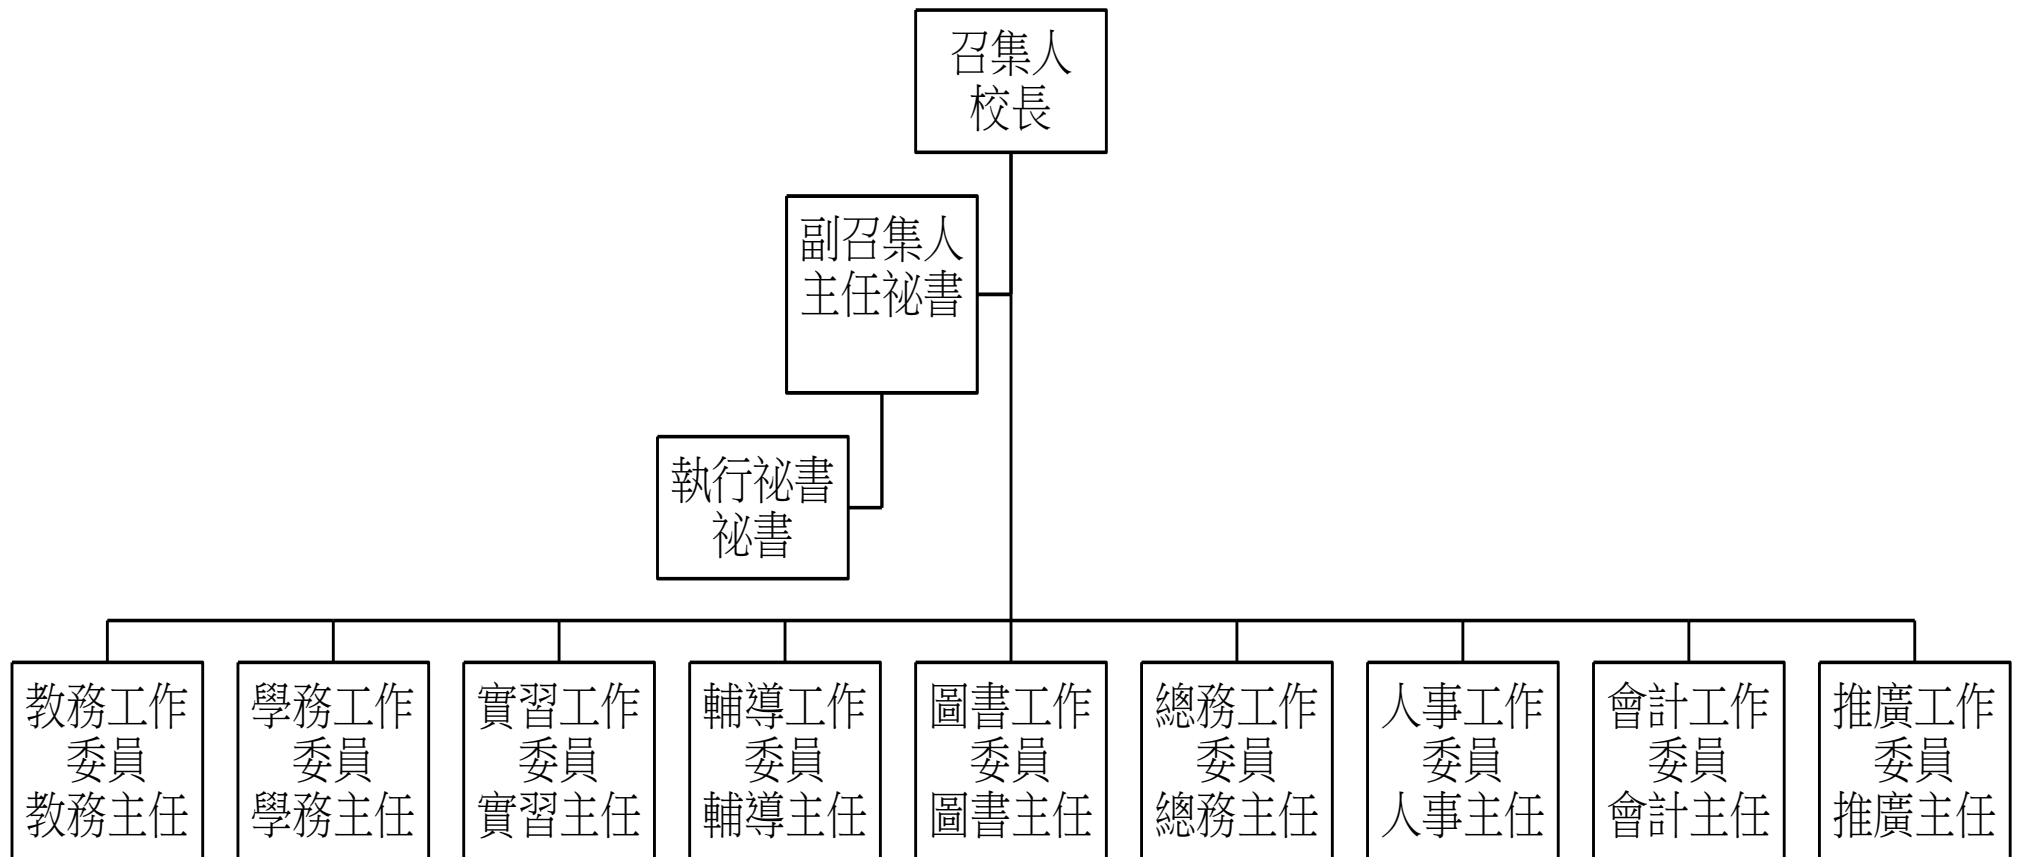 召集人
校長
副召集人
主任祕書
執行祕書
祕書
教務工作
委員
教務主任
學務工作
委員
學務主任
實習工作
委員
實習主任
輔導工作
委員
輔導主任
圖書工作
委員
圖書主任
總務工作
委員
總務主任
人事工作
委員
人事主任
會計工作
委員
會計主任
推廣工作
委員
推廣主任